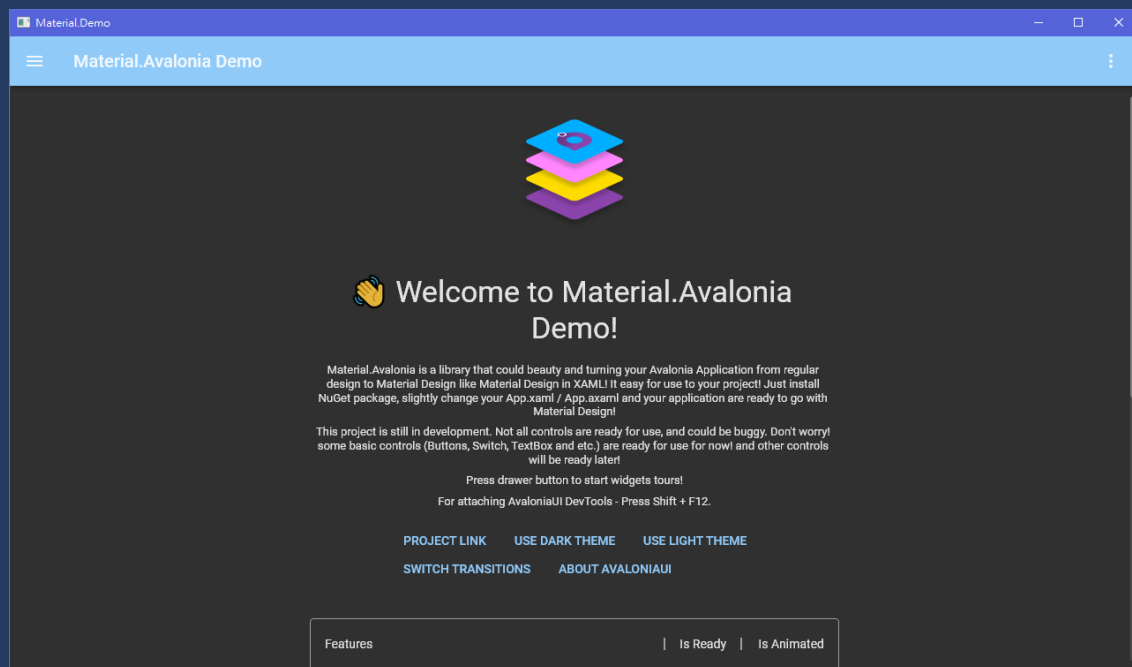 Material.Demo
Material.Avalonia Demo
👋 Welcome to Material.Avalonia
Demo!
Material.Avalonia is a library that could beauty and turning your Avalonia Application from regular
design to Material Design like Material Design in XAML! It easy for use to your project! Just install
NuGet package, slightly change your App.xaml / App.axaml and your application are ready to go with
Material Design!
This project is still in development. Not all controls are ready for use, and could be buggy. Don't worry!
some basic controls (Buttons, Switch, TextBox and etc.) are ready for use for now! and other controls
will be ready later!
Press drawer button to start widgets tours!
For attaching AvaloniaUI DevTools - Press Shift + F12.
PROJECT LINK USE DARK THEME USE LIGHT THEME
SWITCH TRANSITIONS ABOUT AVALONIAUI
Features | Is Ready | Is Animated